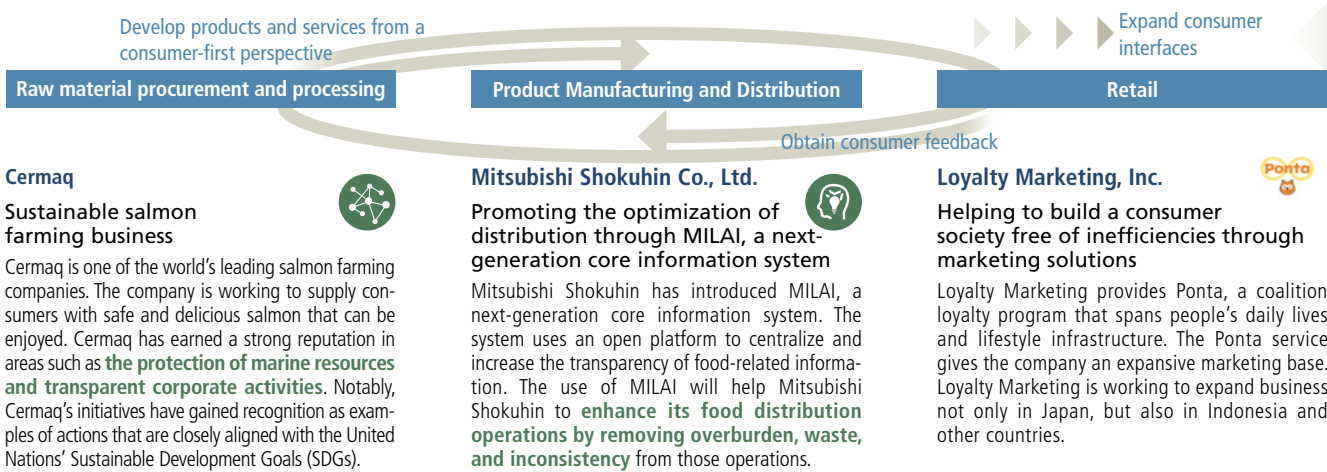 Develop products and services from a
consumer-first perspective
Expand consumer
interfaces
Raw material procurement and processing
Product Manufacturing and Distribution
Retail
Obtain consumer feedback
Cermaq
Sustainable salmon
farming business
Cermaq is one of the world's leading salmon farming
companies. The company is working to supply con-
sumers with safe and delicious salmon that can be
enjoyed. Cermaq has earned a strong reputation in
areas such as the protection of marine resources
and transparent corporate activities. Notably,
Cermaq's initiatives have gained recognition as exam-
ples of actions that are closely aligned with the United
Nations' Sustainable Development Goals (SDGs).
Mitsubishi Shokuhin Co., Ltd.
Promoting the optimization of
distribution through MILAI, a next-
generation core information system
Mitsubishi Shokuhin has introduced MILAI, a
next-generation core information system. The
system uses an open platform to centralize and
increase the transparency of food-related informa-
tion. The use of MILAI will help Mitsubishi
Shokuhin to enhance its food distribution
operations by removing overburden, waste,
and inconsistency from those operations.
Loyalty Marketing, Inc.
Ponta
Helping to build a consumer
society free of inefficiencies through
marketing solutions
Loyalty Marketing provides Ponta, a coalition
loyalty program that spans people's daily lives
and lifestyle infrastructure. The Ponta service
gives the company an expansive marketing base.
Loyalty Marketing is working to expand business
not only in Japan, but also in Indonesia and
other countries.